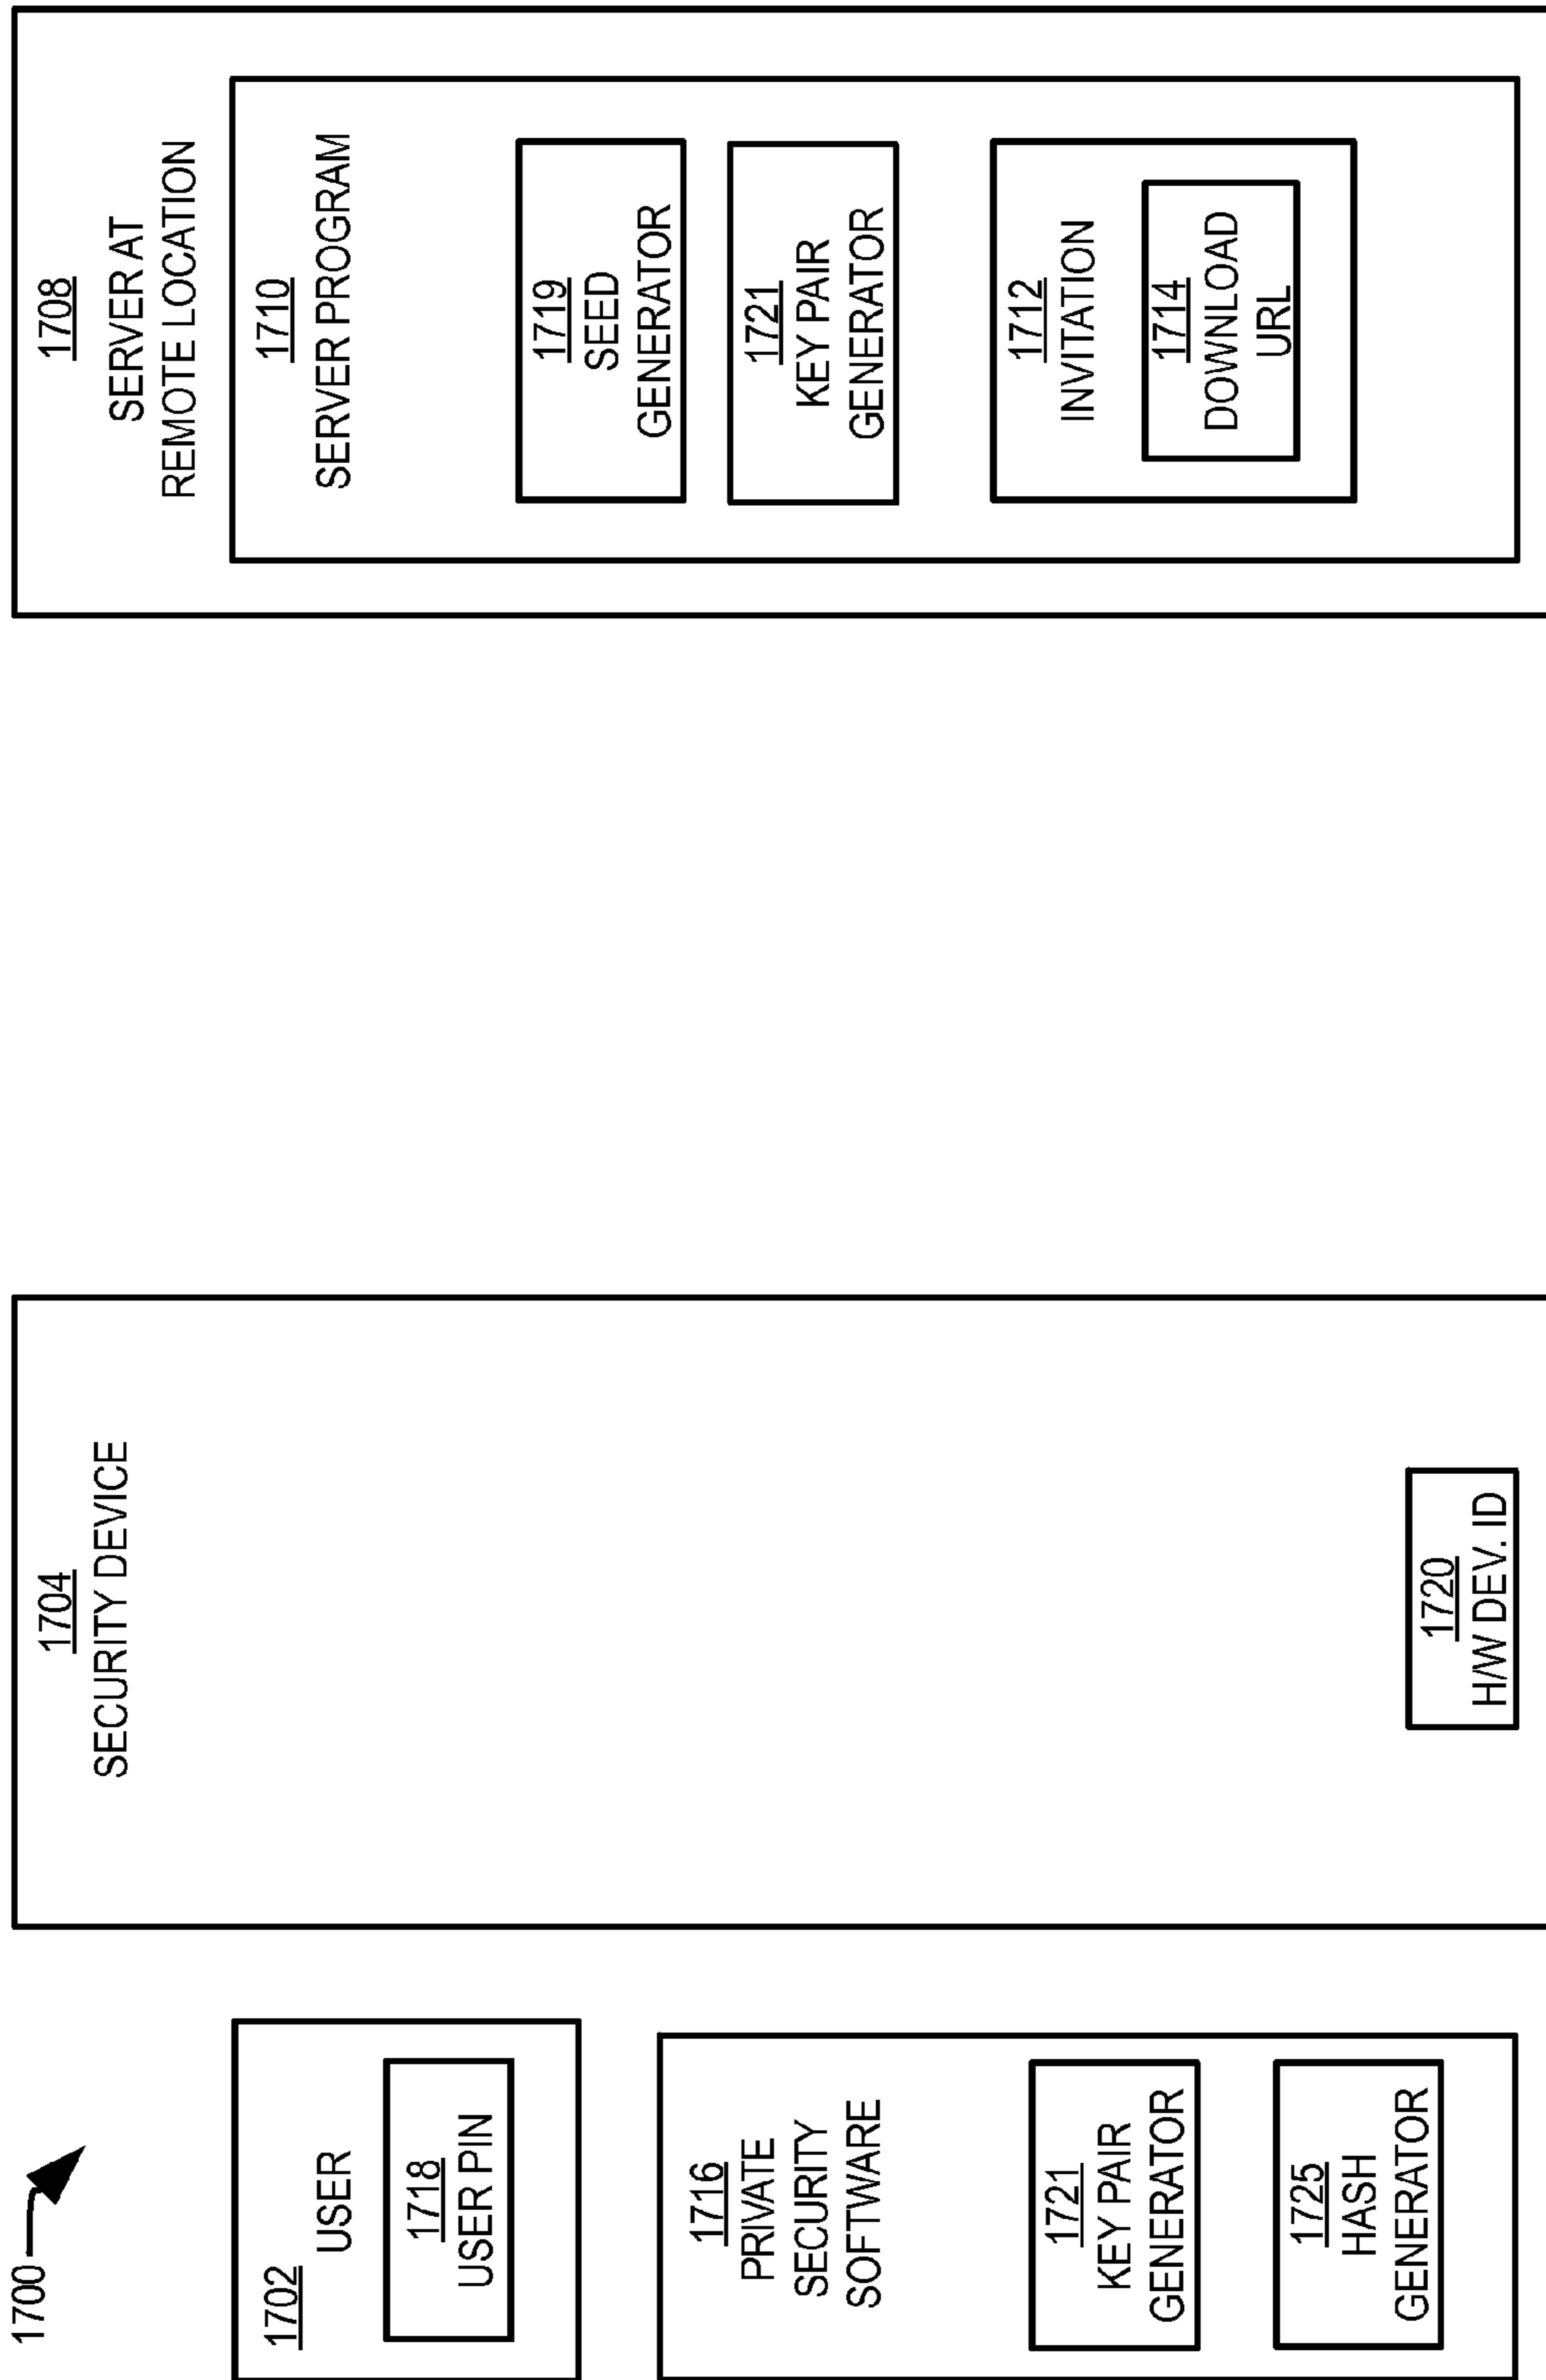 1700
1702
USER
1718
USER PIN
1716
PRIVATE
SECURITY
SOFTWARE
1721
KEY PAIR
GENERATOR
1725
HASH
GENERATOR
1704
SECURITY DEVICE
1720
H/W DEV. ID
1708
SERVER AT
REMOTE LOCATION
1710
SERVER PROGRAM
1719
SEED
GENERATOR
1721
KEY PAIR
GENERATOR
1712
INVITATION
1714
DOWNLOAD
URL